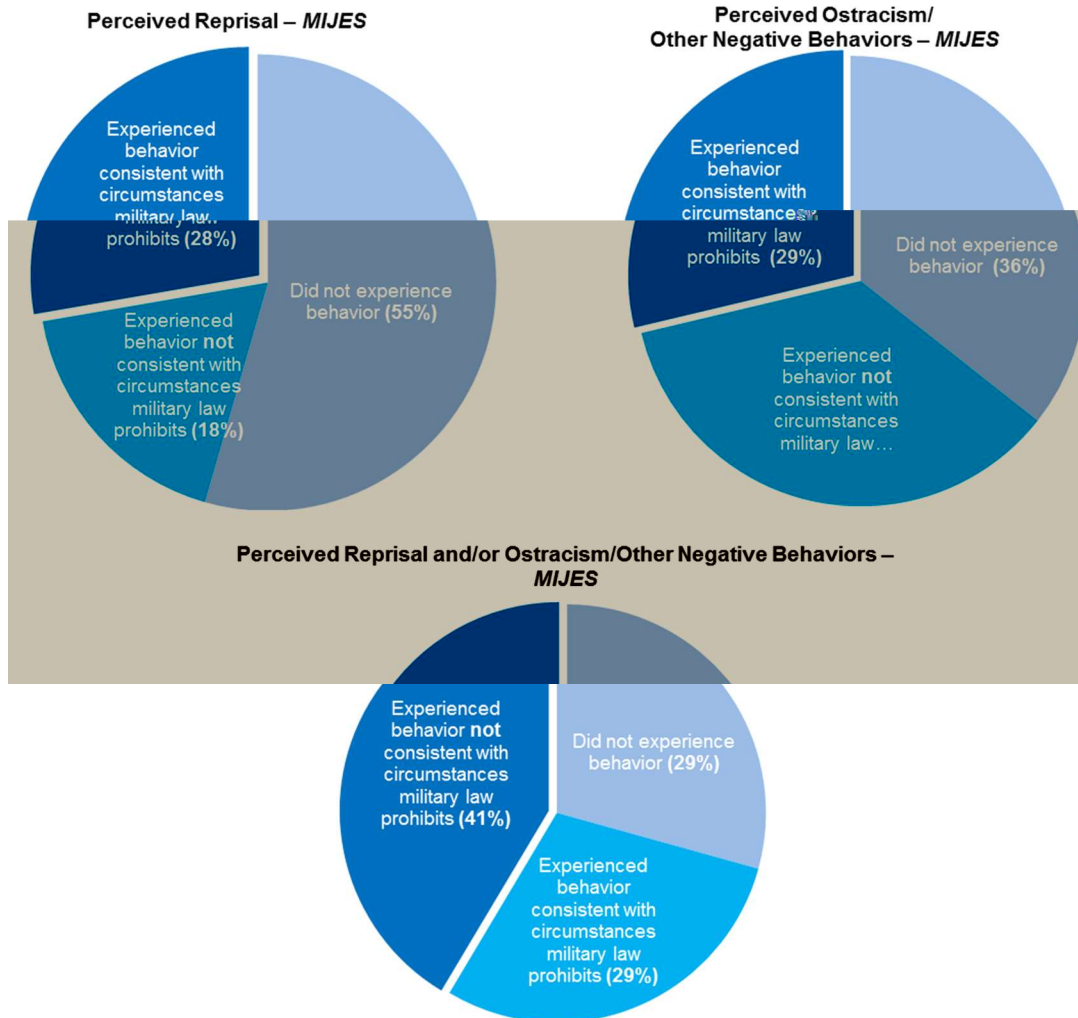 Perceived Reprisal – MIJES
Experienced
behavior
consistent with
circumstances
military law
prohibits (28%)
Did not experience
behavior (55%)
Experienced
behavior not
consistent with
circumstances
military law
prohibits (18%)
Perceived Ostracism/
Other Negative Behaviors – MIJES
Experienced
behavior
consistent with
circumstances
military law
prohibits (29%)
Did not experience
behavior (36%)
Experienced
behavior not
consistent with
circumstances
military law…
Perceived Reprisal and/or Ostracism/Other Negative Behaviors –
MIJES
Experienced
behavior not
consistent with
circumstances
military law
prohibits (41%)
Did not experience
behavior (29%)
Experienced
behavior
consistent with
circumstances
military law
prohibits (29%)